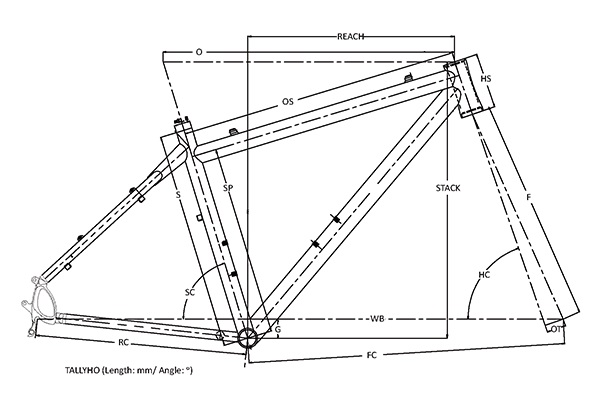 REACH
O
OS
HS
S
SP
STACK
F
SC
HC
WB
G
OT
RC
FC
TALLYHO (Length: mm/ Angle: º)